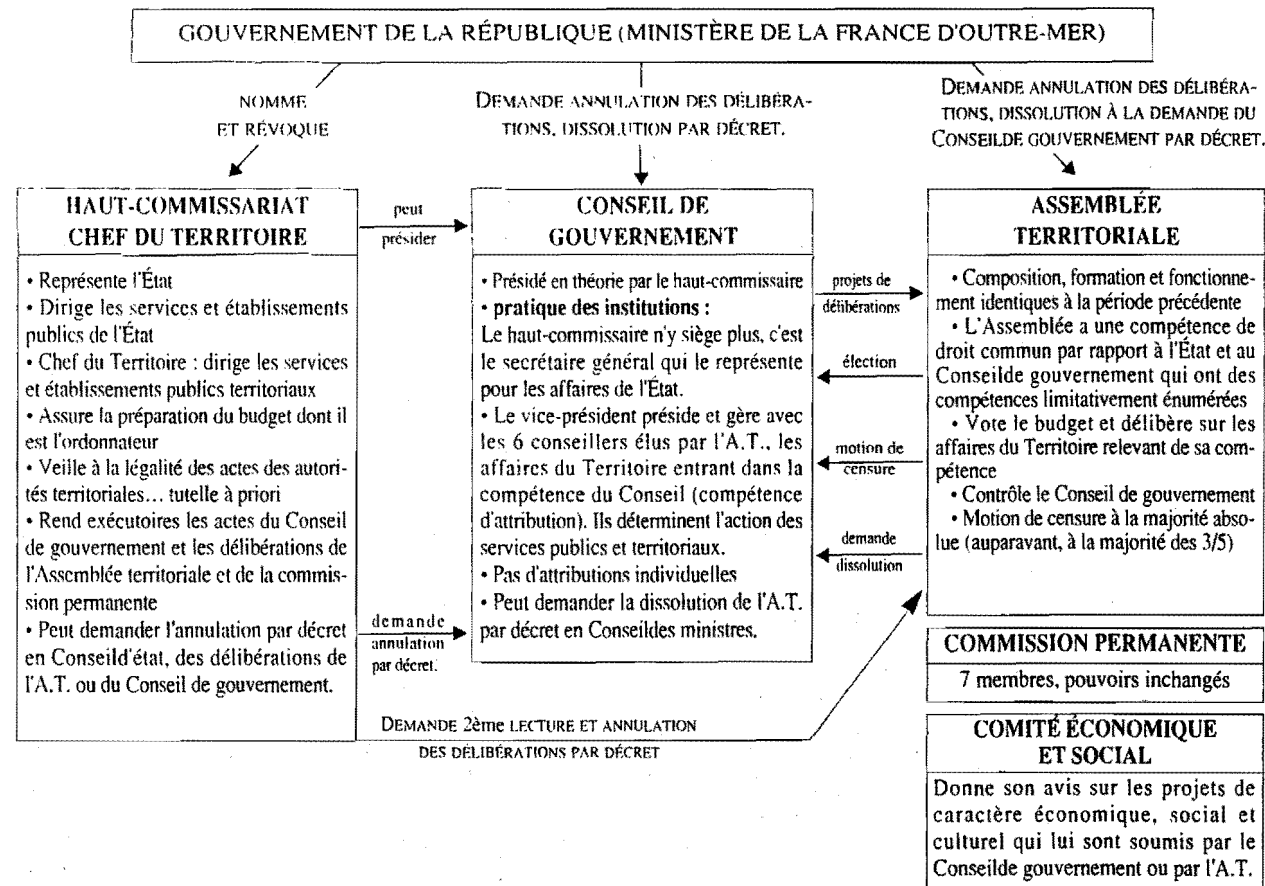 GOUVERNEMENT DE LA RÉPUBLIQUE (MINISTÈRE DE LA FRANCE D'OUTRE-MER)
NOMME
ET RÉVOQUE
DEMANDE ANNULATION DES DÉLIBÉRA-
TIONS, DISSOLUTION PAR DÉCRET.
DEMANDE ANNULATION DES DÉLIBÉRA-
TIONS, DISSOLUTION À LA DEMANDE DU
CONSEILDE GOUVERNEMENT PAR DÉCRET.
HAUT-COMMISSARIAT
CHEF DU TERRITOIRE
• Représente l'État
• Dirige les services et établissements
publics de l'État
• Chef du Territoire : dirige les services
et établissements publics territoriaux
• Assure la préparation du budget dont il
est l'ordonnateur
• Veille à la légalité des actes des autori-
tés territoriales... tutelle à priori
• Rend exécutoires les actes du Conseil
de gouvernement et les délibérations de
l'Assemblée territoriale et de la commis-
sion permanente
• Peut demander l'annulation par décret
en Conseild'état, des délibérations de
l'A.T. ou du Conseil de gouvernement.
peut
présider
demande
annulation
par décret.
CONSEIL DE
GOUVERNEMENT
• Présidé en théorie par le haut-commissaire
• pratique des institutions :
Le haut-commissaire n'y siège plus, c'est
le secrétaire général qui le représente
pour les affaires de l'État.
• Le vice-président préside et gère avec
les 6 conseillers élus par l'A.T., les
affaires du Territoire entrant dans la
compétence du Conseil (compétence
d'attribution). Ils déterminent l'action des
services publics et territoriaux.
• Pas d'attributions individuelles
• Peut demander la dissolution de l'A.T.
par décret en Conseildes ministres.
projets de
délibérations
élection
motion de
censure
demande
dissolution
DEMANDE 2ème LECTURE ET ANNULATION
DES DÉLIBÉRATIONS PAR DÉCRET
ASSEMBLÉE
TERRITORIALE
• Composition, formation et fonctionne-
ment identiques à la période précédente
• L'Assemblée a une compétence de
droit commun par rapport à l'État et au
Conseilde gouvernement qui ont des
compétences limitativement énumérées
• Vote le budget et délibère sur les
affaires du Territoire relevant de sa com-
pétence
• Contrôle le Conseil de gouvernement
• Motion de censure à la majorité abso-
lue (auparavant, à la majorité des 3/5)
COMMISSION PERMANENTE
7 membres, pouvoirs inchangés
COMITÉ ÉCONOMIQUE
ET SOCIAL
Donne son avis sur les projets de
caractère économique, social et
culturel qui lui sont soumis par le
Conseilde gouvernement ou par l'A.T.